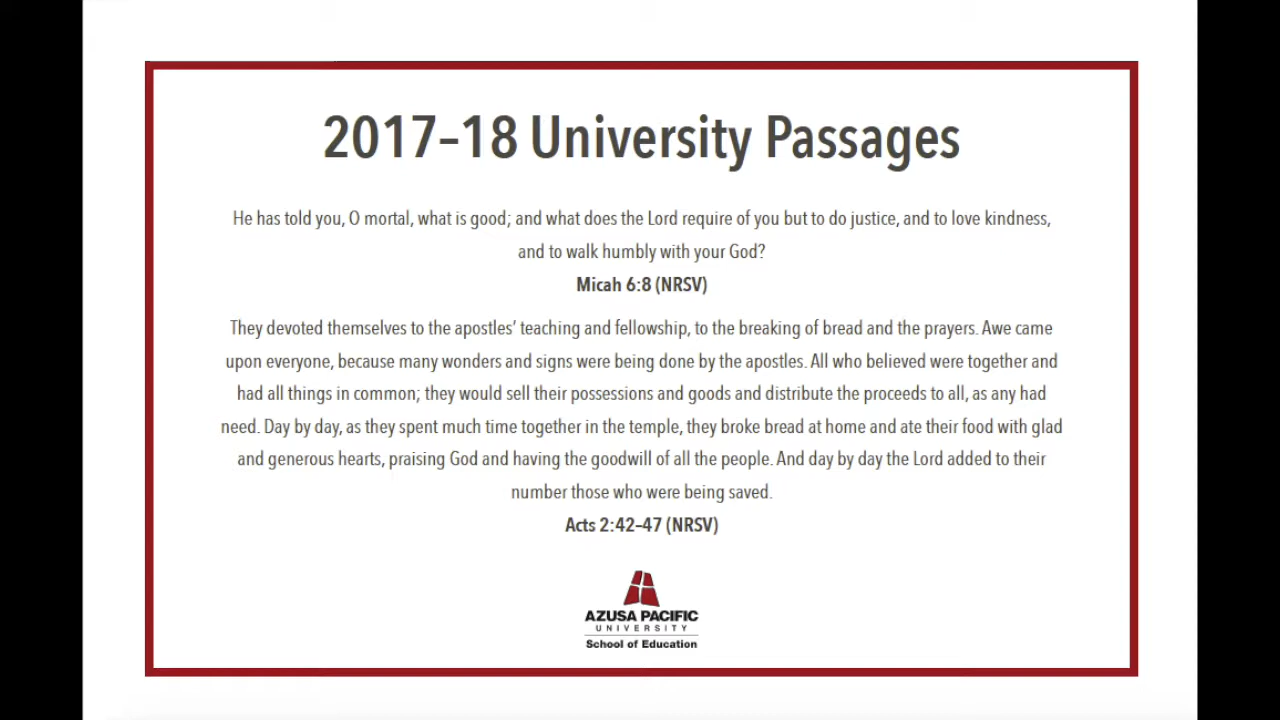 2017–18 University Passages
He has told you, O mortal, what is good; and what does the Lord require of you but to do justice, and to love kindness,
and to walk humbly with your God?
Micah 6:8 (NRSV)
They devoted themselves to the apostles’ teaching and fellowship, to the breaking of bread and the prayers. Awe came
upon everyone, because many wonders and signs were being done by the apostles. All who believed were together and
had all things in common; they would sell their possessions and goods and distribute the proceeds to all, as any had
need. Day by day, as they spent much time together in the temple, they broke bread at home and ate their food with glad
and generous hearts, praising God and having the goodwill of all the people. And day by day the Lord added to their
number those who were being saved.
Acts 2:42–47 (NRSV)
AZUSA PACIFIC
UNIVERSITY
School of Education